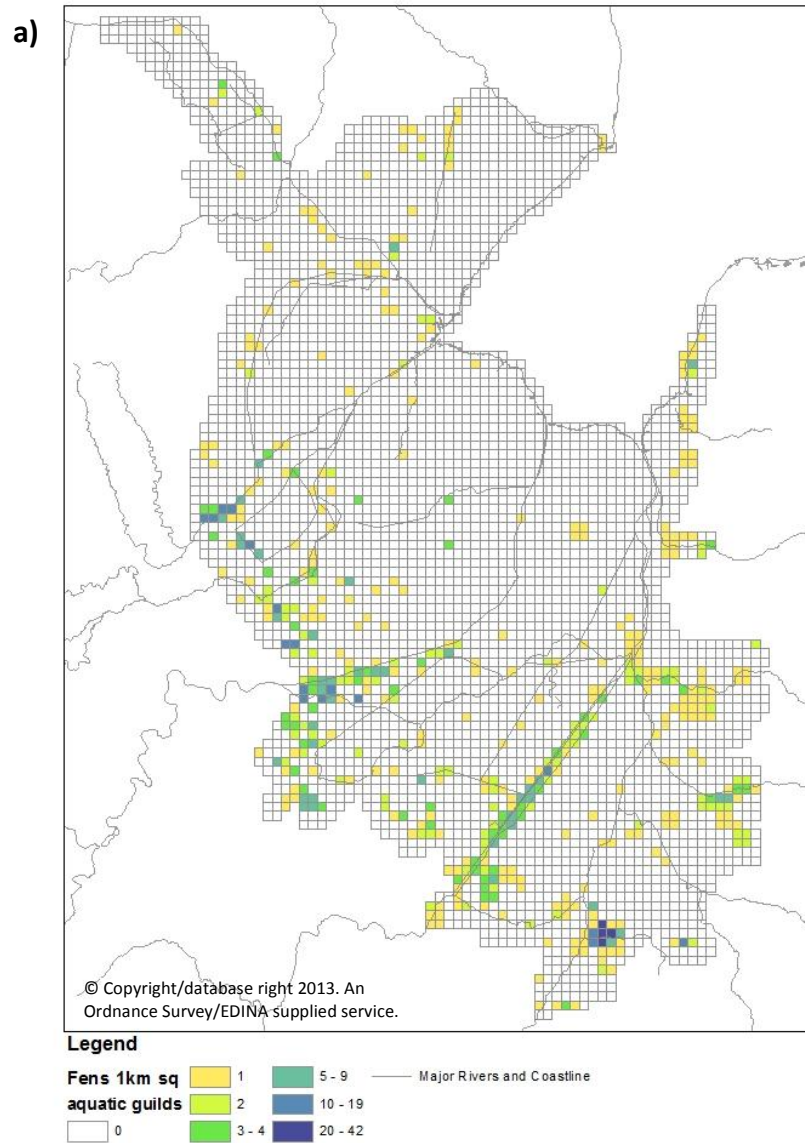 a)
© Copyright/database right 2013. An
Ordnance Survey/EDINA supplied service.
Legend
Fens 1km sq
aquatic guilds
0
1
2
3 - 4
5 - 9
10 - 19
20 - 42
Major Rivers and Coastline